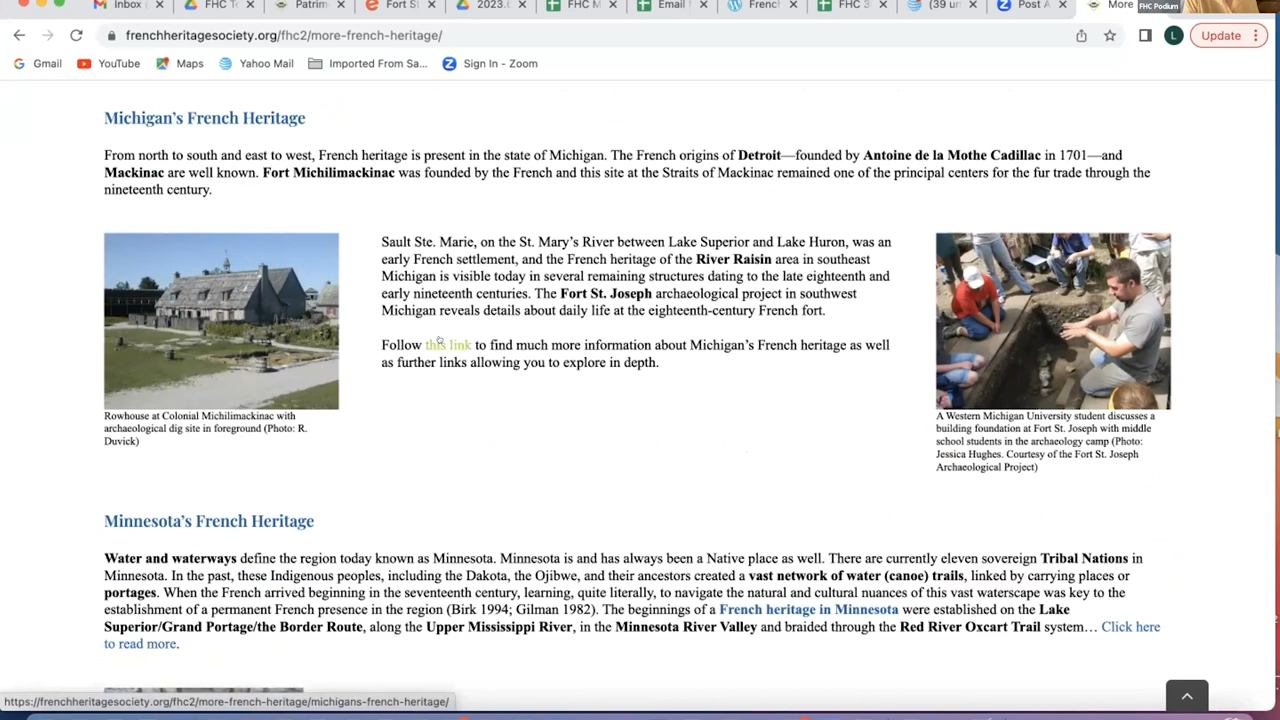 Inbox
FHC T
Patrim
Fort St
2023.
FHC M
Email
French
FHC 3
(39 u
Post A
More
FHC Podium
frenchheritagesociety.org/fhc2/more-french-heritage/
L
Update
Gmail
YouTube
Maps
Yahoo Mail
Imported From Sa...
Sign In - Zoom
Michigan’s French Heritage
From north to south and east to west, French heritage is present in the state of Michigan. The French origins of Detroit—founded by Antoine de la Mothe Cadillac in 1701—and
Mackinac are well known. Fort Michilimackinac was founded by the French and this site at the Straits of Mackinac remained one of the principal centers for the fur trade through the
nineteenth century.
Sault Ste. Marie, on the St. Mary’s River between Lake Superior and Lake Huron, was an
early French settlement, and the French heritage of the River Raisin area in southeast
Michigan is visible today in several remaining structures dating to the late eighteenth and
early nineteenth centuries. The Fort St. Joseph archaeological project in southwest
Michigan reveals details about daily life at the eighteenth-century French fort.
Follow this link to find much more information about Michigan’s French heritage as well
as further links allowing you to explore in depth.
Rowhouse at Colonial Michilimackinac with
archaeological dig site in foreground (Photo: R.
Duvick)
A Western Michigan University student discusses a
building foundation at Fort St. Joseph with middle
school students in the archaeology camp (Photo:
Jessica Hughes. Courtesy of the Fort St. Joseph
Archaeological Project)
Minnesota’s French Heritage
Water and waterways define the region today known as Minnesota. Minnesota is and has always been a Native place as well. There are currently eleven sovereign Tribal Nations in
Minnesota. In the past, these Indigenous peoples, including the Dakota, the Ojibwe, and their ancestors created a vast network of water (canoe) trails, linked by carrying places or
portages. When the French arrived beginning in the seventeenth century, learning, quite literally, to navigate the natural and cultural nuances of this vast waterscape was key to the
establishment of a permanent French presence in the region (Birk 1994; Gilman 1982). The beginnings of a French heritage in Minnesota were established on the Lake
Superior/Grand Portage/the Border Route, along the Upper Mississippi River, in the Minnesota River Valley and braided through the Red River Oxcart Trail system… Click here
to read more.
https://frenchheritagesociety.org/fhc2/more-french-heritage/michigans-french-heritage/